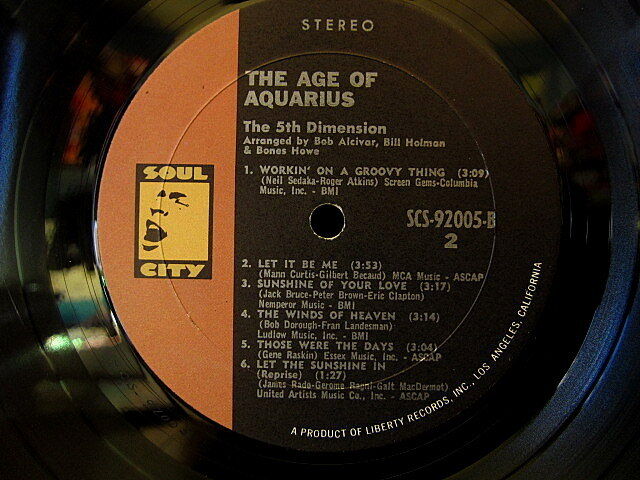 STEREO
THE AGE OF
AQUARIUS
The 5th Dimension
Arranged by Bob Alcivar, Bill Holman
& Bones Howe
1. WORKIN' ON A GROOVY THING (3:09)
(Neil Sedaka-Roger Atkins) Screen Gems-Columbia
Music, Inc. - BMI
SOUL
CITY
SCS-92005-B
2
2. LET IT BE ME (3:53)
(Mann Curtis-Gilbert Becaud) MCA Music - ASCAP
3. SUNSHINE OF YOUR LOVE (3:17)
(Jack Bruce-Peter Brown-Eric Clapton)
Nemperor Music - BMI
4. THE WINDS OF HEAVEN (3:14)
(Bob Dorough-Fran Landesman)
Ludlow Music, Inc. - BMI
5. THOSE WERE THE DAYS (3:04)
(Gene Raskin) Essex Music, Inc. - ASCAP
6. LET THE SUNSHINE IN
(Reprise) (1:27)
(James Rado-Gerome Ragni-Galt MacDermot)
United Artists Music Co., Inc. - ASCAP
A PRODUCT OF LIBERTY RECORDS, INC., LOS ANGELES, CALIFORNIA